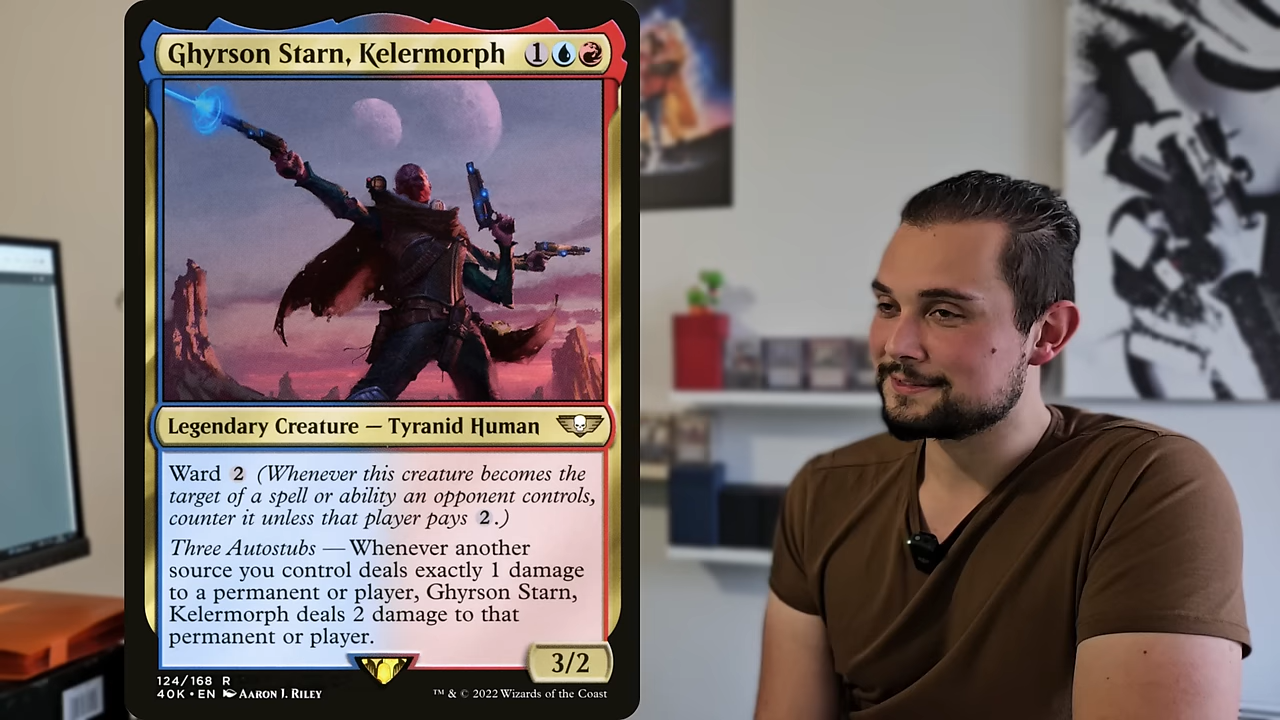 Ghyrson Starn, Kelermorph 1
Legendary Creature — Tyranid Human
Ward 2 (Whenever this creature becomes the
target of a spell or ability an opponent controls,
counter it unless that player pays 2.)
Three Autostubs — Whenever another
source you control deals exactly 1 damage
to a permanent or player, Ghyrson Starn,
Kelermorph deals 2 damage to that
permanent or player.
3/2
124/168 R
40K • EN Aaron J. Riley
™ & © 2022 Wizards of the Coast